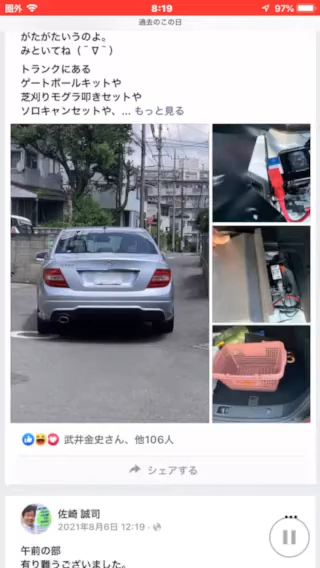 圏外 8:19 97%
過去のこの日
がたがたいうのよ。
みといてね(⌒∇⌒)
トランクにある
ゲートボールキットや
芝刈りモグラ叩きセットや
ソロキャンセットや、... もっと見る
武井金史さん、他106人
シェアする
佐崎 誠司
2021年8月6日 12:19
午前の部
有り難うございました。